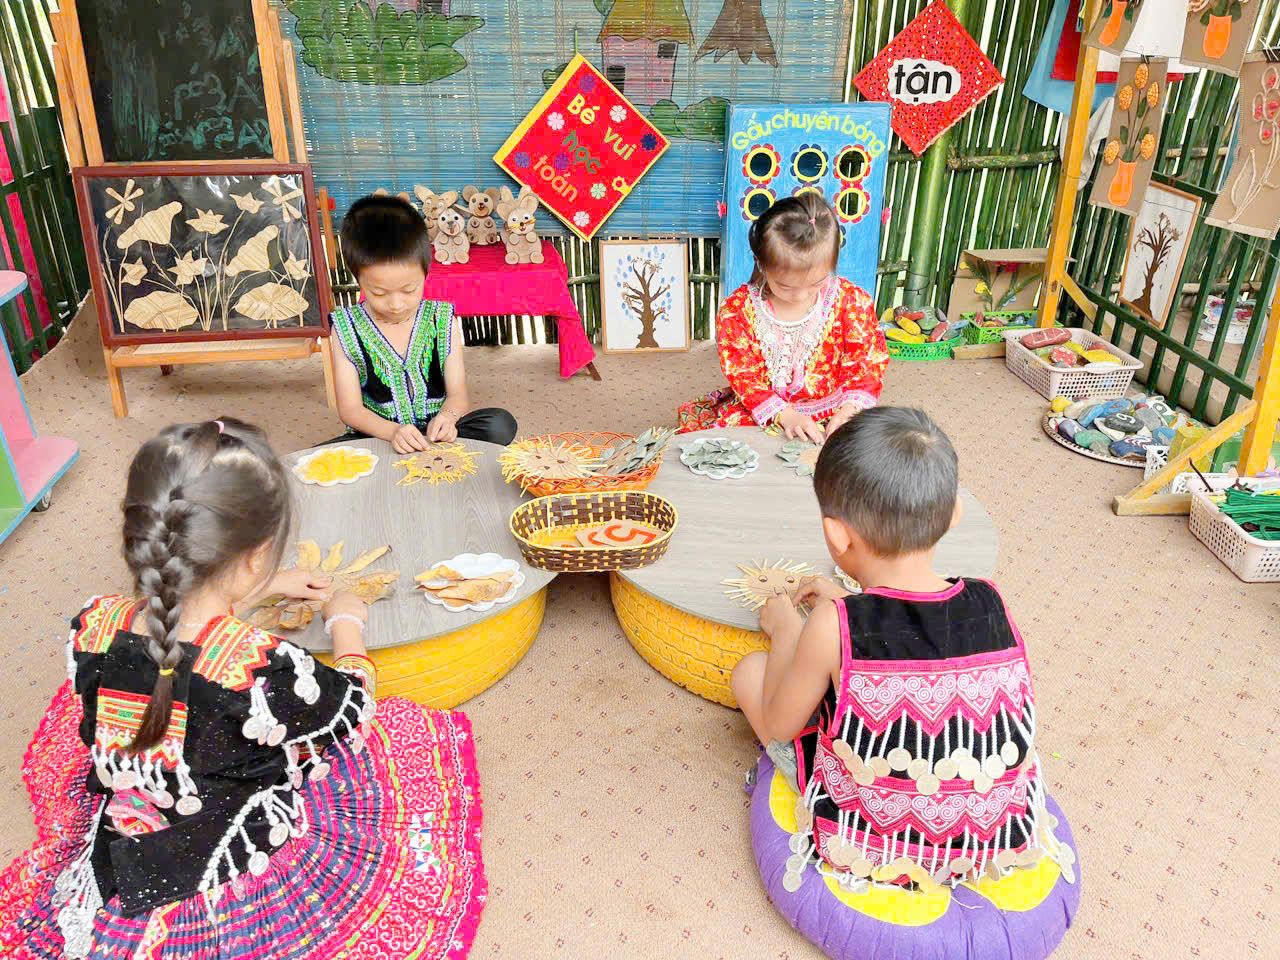 Bé vui
học
toán
tận
Gấu chuyền bóng
5